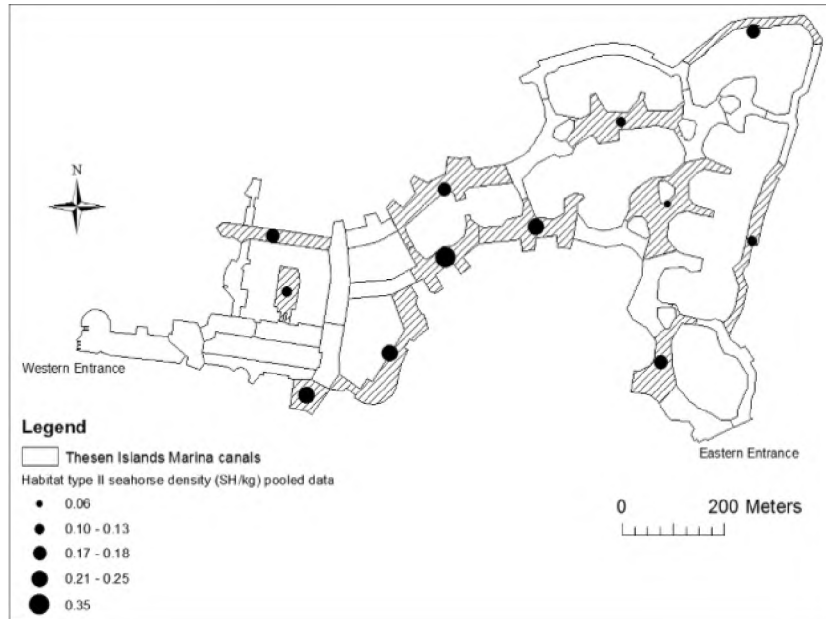 N
Western Entrance
Eastern Entrance
Legend
Thesen Islands Marina canals
Habitat type II seahorse density (SH/kg) pooled data
0.06
0.10 - 0.13
0.17 - 0.18
0.21 - 0.25
0.35
0 200 Meters